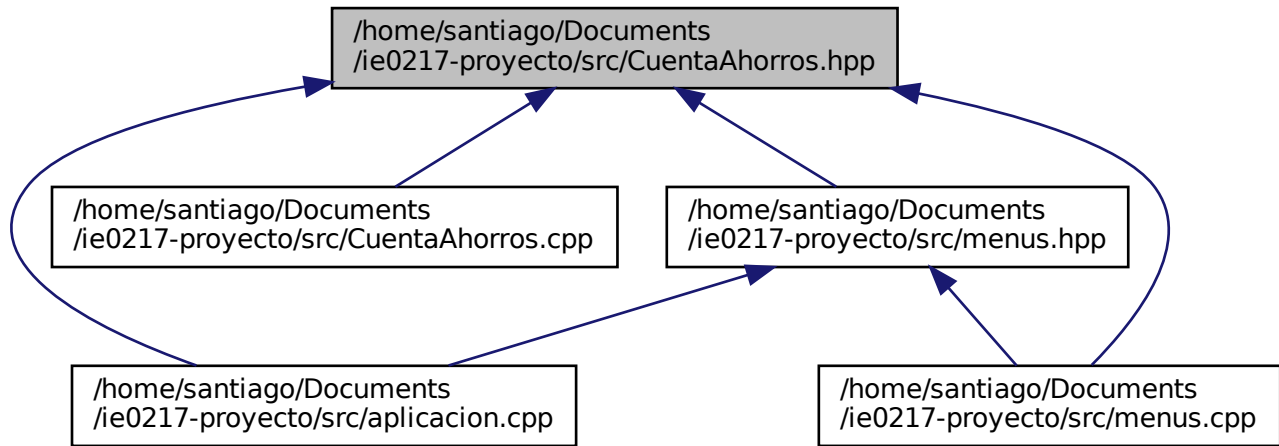 /home/santiago/Documents
/ie0217-proyecto/src/CuentaAhorros.hpp
/home/santiago/Documents
/ie0217-proyecto/src/CuentaAhorros.cpp
/home/santiago/Documents
/ie0217-proyecto/src/menus.hpp
/home/santiago/Documents
/ie0217-proyecto/src/aplicacion.cpp
/home/santiago/Documents
/ie0217-proyecto/src/menus.cpp